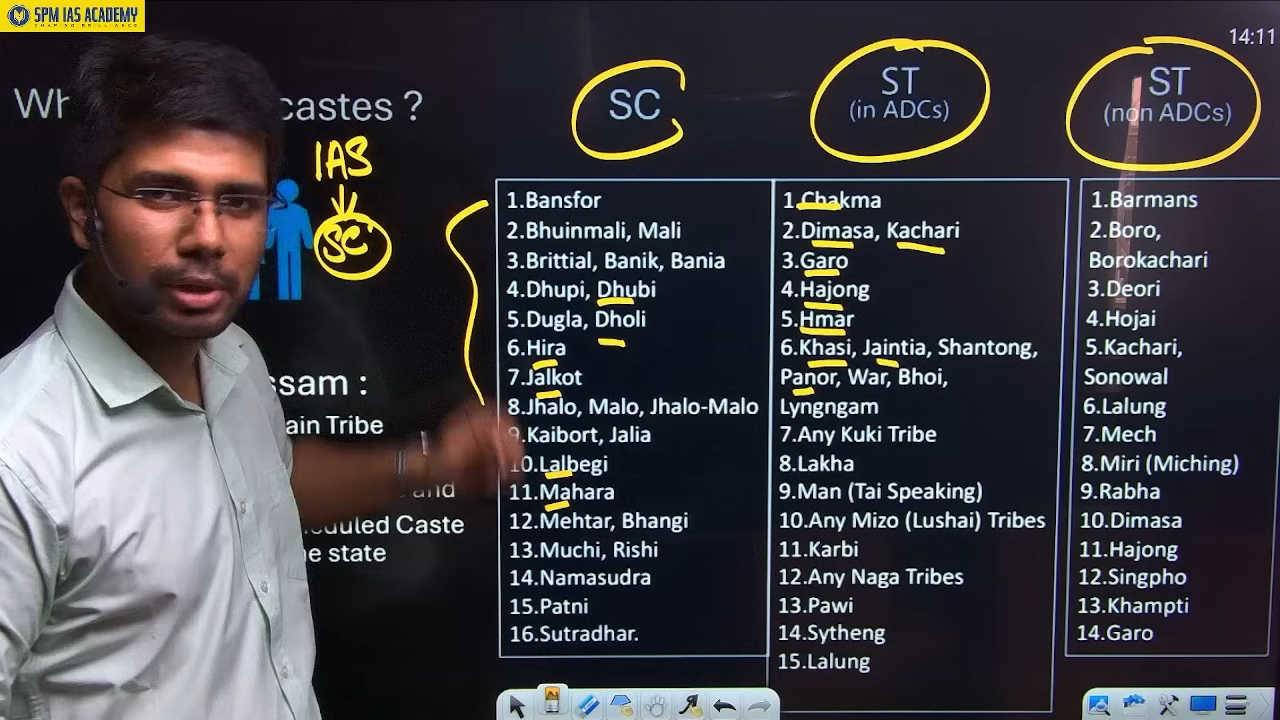 SPM IAS ACADEMY
SHAPING BRILLIANCE
14:11
castes ?
IAS
SC
ssam :
ain Tribe
and
eduled Caste
e state
SC
1.Bansfor
2.Bhuinmali, Mali
3.Brittial, Banik, Bania
4.Dhupi, Dhubi
5.Dugla, Dholi
6.Hira
7.Jalkot
8.Jhalo, Malo, Jhalo-Malo
9.Kaibort, Jalia
10.Lalbegi
11.Mahara
12.Mehtar, Bhangi
13.Muchi, Rishi
14.Namasudra
15.Patni
16.Sutradhar.
ST
(in ADCs)
1.Chakma
2.Dimasa, Kachari
3.Garo
4.Hajong
5.Hmar
6.Khasi, Jaintia, Shantong,
Panor, War, Bhoi,
Lyngngam
7.Any Kuki Tribe
8.Lakha
9.Man (Tai Speaking)
10.Any Mizo (Lushai) Tribes
11.Karbi
12.Any Naga Tribes
13.Pawi
14.Sytheng
15.Lalung
ST
(non ADCs)
1.Barmans
2.Boro,
Borokachari
3.Deori
4.Hojai
5.Kachari,
Sonowal
6.Lalung
7.Mech
8.Miri (Miching)
9.Rabha
10.Dimasa
11.Hajong
12.Singpho
13.Khampti
14.Garo